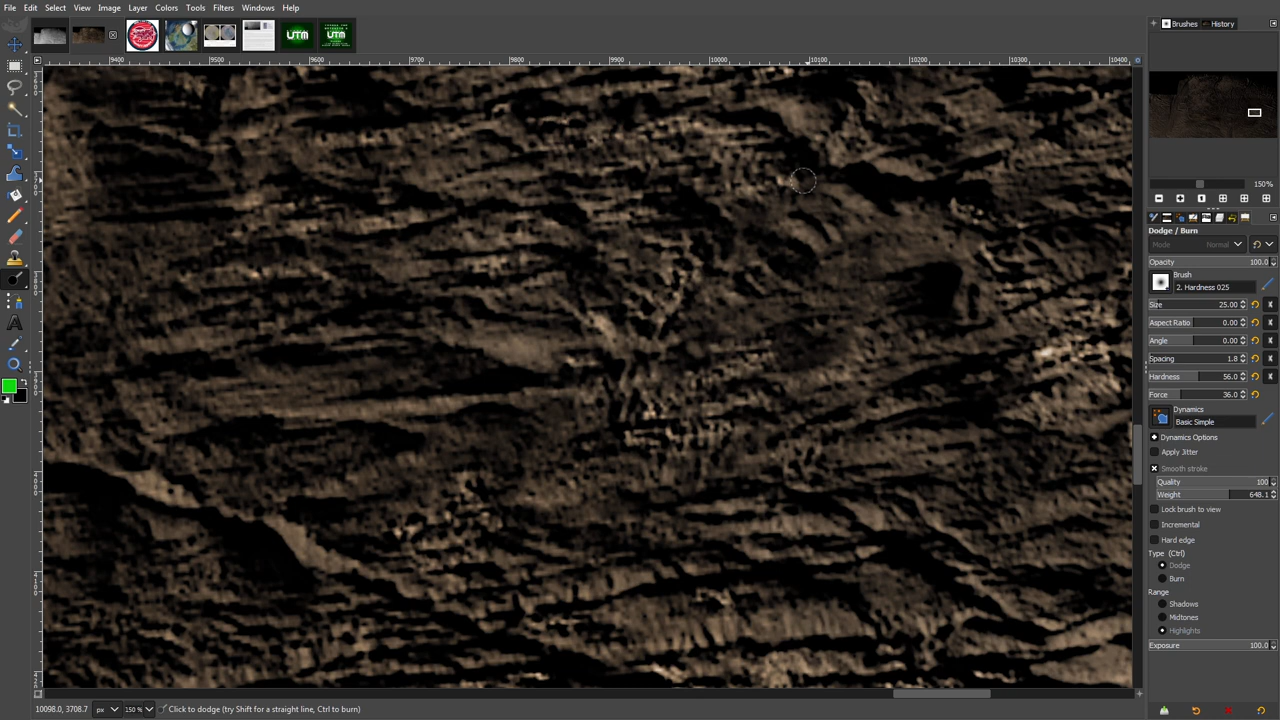 File Edit Select View Image Layer Colors Tools Filters Windows Help
UTM
UTM
Brushes History
9400 9500 9600 9700 9800 9900 10000 10100 10200 10300 10400
150%
Dodge / Burn
Mode Normal
Opacity 100.0
Brush
2. Hardness 025
Size 25.00
Aspect Ratio 0.00
Angle 0.00
Spacing 1.8
Hardness 56.0
Force 36.0
Dynamics
Basic Simple
Dynamics Options
Apply Jitter
Smooth stroke
Quality 100
Weight 648.1
Lock brush to view
Incremental
Hard edge
Type (Ctrl)
Dodge
Burn
Range
Shadows
Midtones
Highlights
Exposure 100.0
10098.0, 3708.7 px 150 % Click to dodge (try Shift for a straight line, Ctrl to burn)